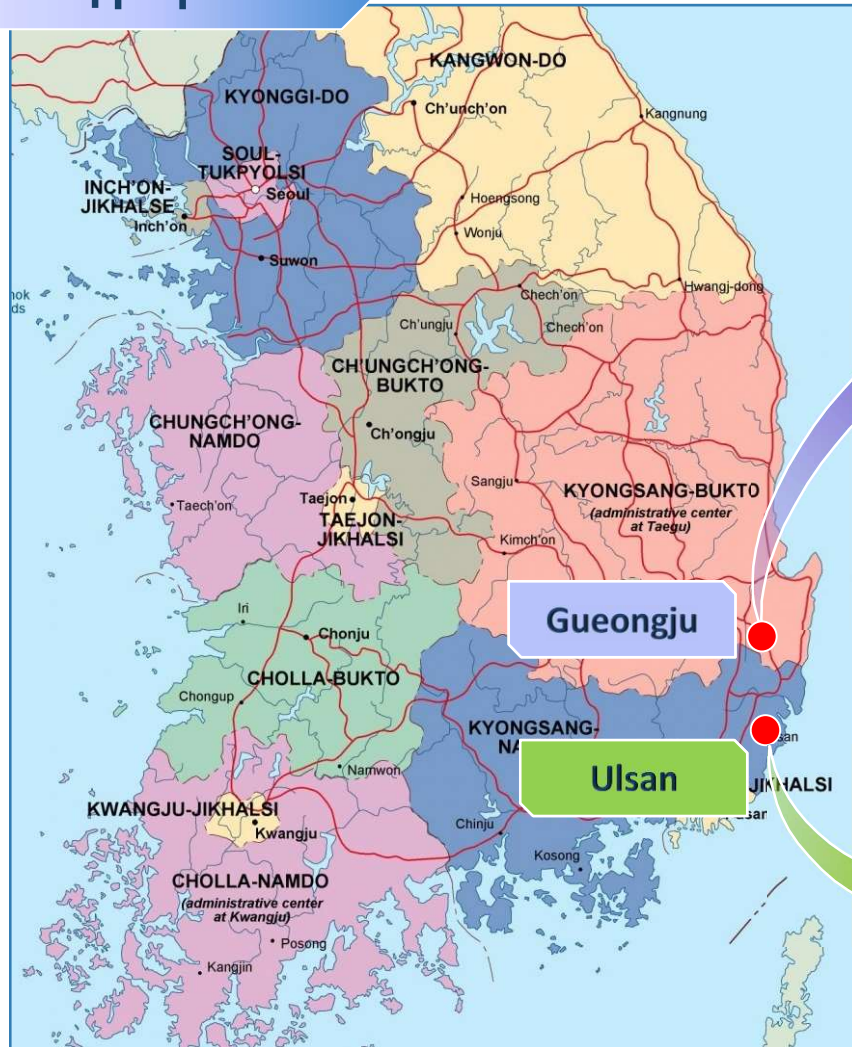 KANGWON-DO
KYONGGI-DO
Ch'unch'on
Kangnung
SOUL-
TUKPYOLSI
Seoul
INCH'ON-
JIKHALSE
Inch'on
Hoengsong
Wonju
Suwon
Hwangj-dong
Chech'on
Ch'ungju
Chech'on
CH'UNGCH'ONG-
BUKTO
CHUNGCH'ONG-
NAMDO
Ch'ongju
Sangju
KYONGSANG-BUKTO
(administrative center
at Taegu)
Taejon
Taech'on
TAEJON-
JIKHALSI
Kimch'on
Iri
Chonju
Gueongju
CHOLLA-BUKTO
Chongup
KYONGSANG-
Namwon
Ulsan
JIKHALSI
KWANGJU-JIKHALSI
Kwangju
Chinju
Kosong
CHOLLA-NAMDO
(administrative center
at Kwangju)
Posong
Kangjin